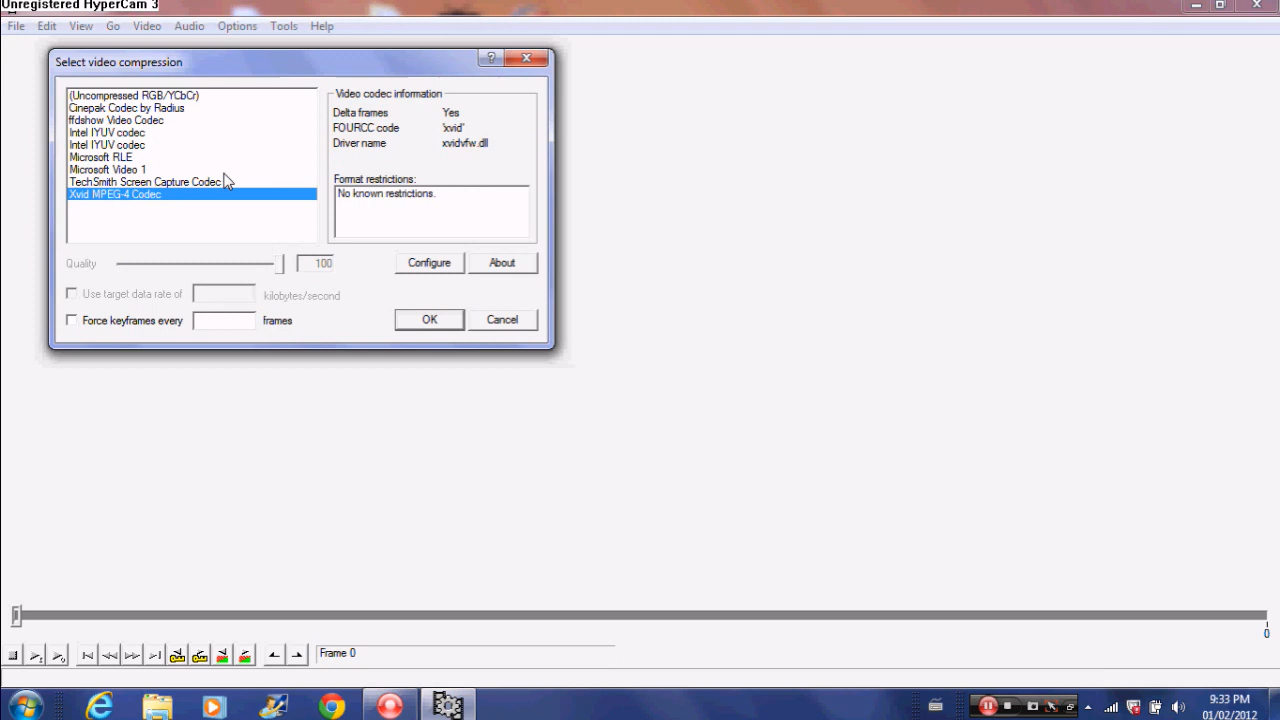 Unregistered HyperCam 3
File Edit View Go Video Audio Options Tools Help
Select video compression
(Uncompressed RGB/YCbCr)
Cinepak Codec by Radius
ffdshow Video Codec
Intel IYUV codec
Intel IYUV codec
Microsoft RLE
Microsoft Video 1
TechSmith Screen Capture Codec
Xvid MPEG-4 Codec
Video codec information
Delta frames Yes
FOURCC code 'xvid'
Driver name xvidvfw.dll
Format restrictions:
No known restrictions.
Quality 100
Configure About
Use target data rate of kilobytes/second
Force keyframes every frames
OK Cancel
0
Frame 0
9:33 PM
01/02/2012